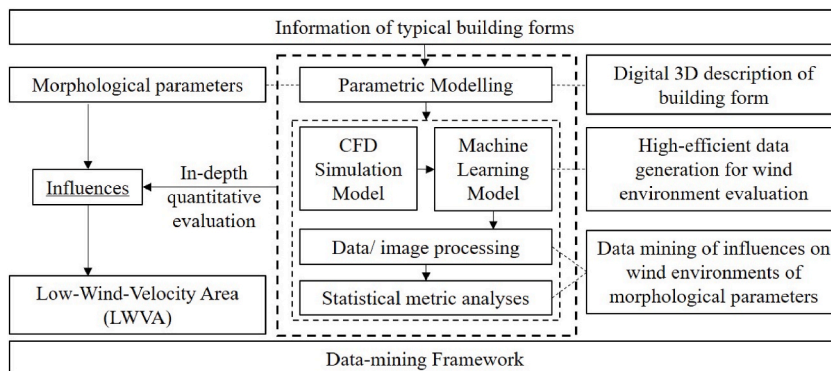 Information of typical building forms
Morphological parameters
Parametric Modelling
Digital 3D description of
building form
CFD
Simulation
Model
Machine
Learning
Model
High-efficient data
generation for wind
environment evaluation
Influences
In-depth
quantitative
evaluation
Data/ image processing
Statistical metric analyses
Data mining of influences on
wind environments of
morphological parameters
Low-Wind-Velocity Area
(LWVA)
Data-mining Framework